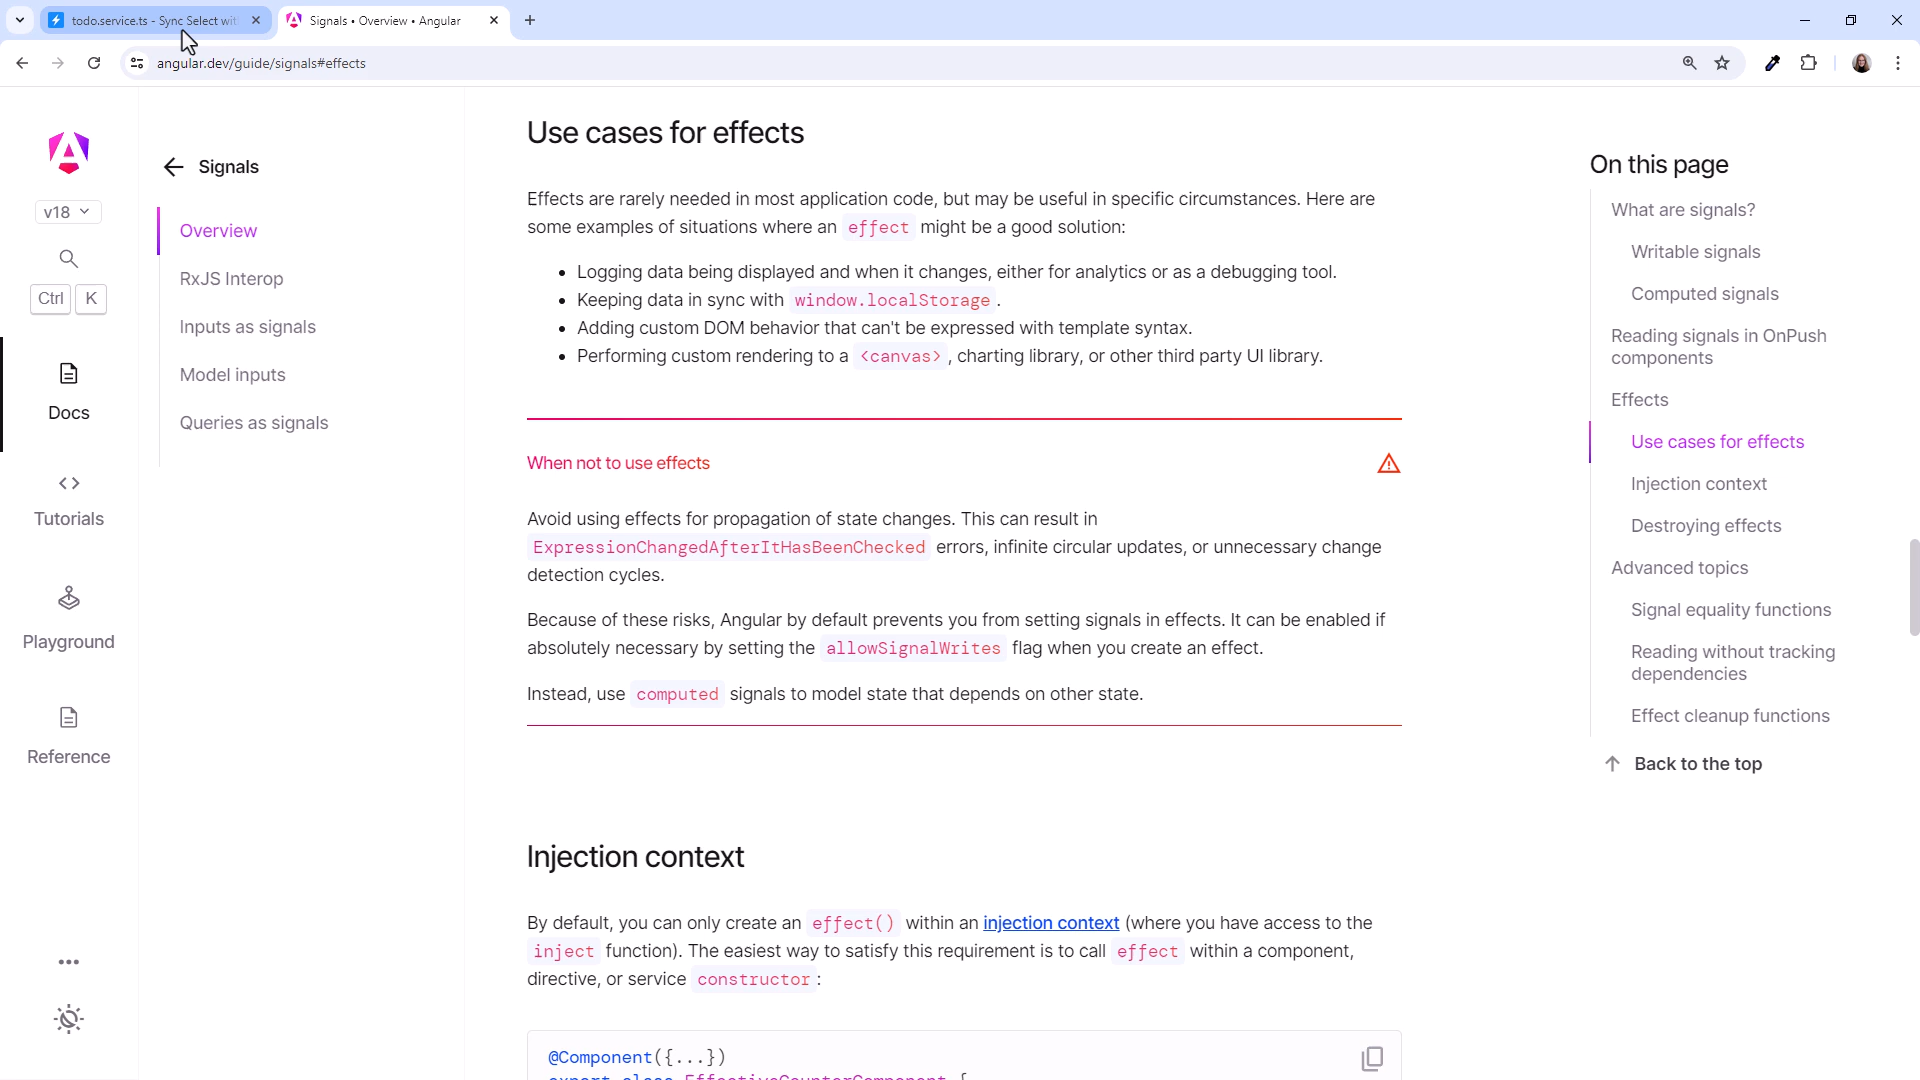 todo.service.ts - Sync Select wit
Signals • Overview • Angular
angular.dev/guide/signals#effects
v18
Ctrl K
Docs
Tutorials
Playground
Reference
Signals
Overview
RxJS Interop
Inputs as signals
Model inputs
Queries as signals
Use cases for effects
Effects are rarely needed in most application code, but may be useful in specific circumstances. Here are
some examples of situations where an effect might be a good solution:
• Logging data being displayed and when it changes, either for analytics or as a debugging tool.
• Keeping data in sync with window.localStorage .
• Adding custom DOM behavior that can't be expressed with template syntax.
• Performing custom rendering to a <canvas> , charting library, or other third party UI library.
When not to use effects
Avoid using effects for propagation of state changes. This can result in
ExpressionChangedAfterItHasBeenChecked errors, infinite circular updates, or unnecessary change
detection cycles.
Because of these risks, Angular by default prevents you from setting signals in effects. It can be enabled if
absolutely necessary by setting the allowSignalWrites flag when you create an effect.
Instead, use computed signals to model state that depends on other state.
Injection context
By default, you can only create an effect() within an injection context (where you have access to the
inject function). The easiest way to satisfy this requirement is to call effect within a component,
directive, or service constructor :
@Component({...})
export class EffectiveCounterComponent {
On this page
What are signals?
Writable signals
Computed signals
Reading signals in OnPush
components
Effects
Use cases for effects
Injection context
Destroying effects
Advanced topics
Signal equality functions
Reading without tracking
dependencies
Effect cleanup functions
Back to the top